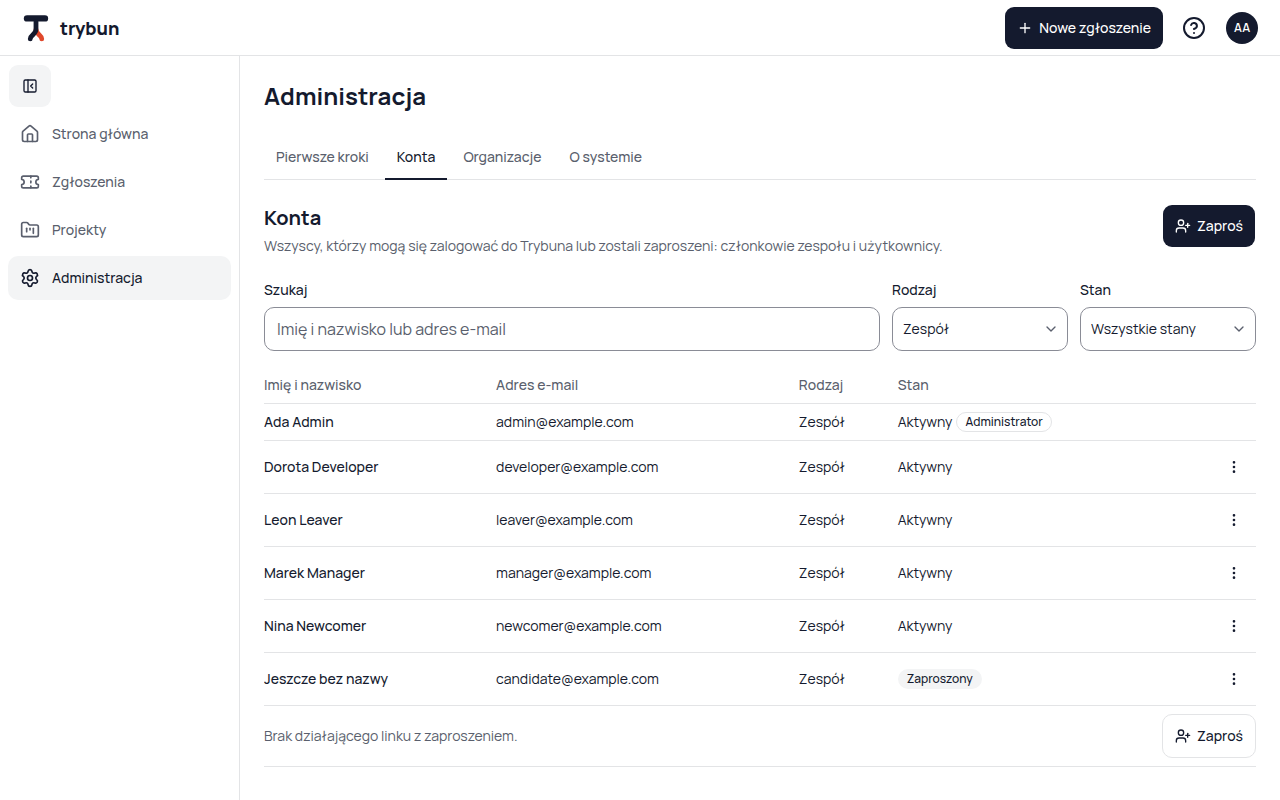 trybun
Nowe zgłoszenie
AA
Strona główna
Zgłoszenia
Projekty
Administracja
Administracja
Pierwsze kroki Konta Organizacje O systemie
Konta
Wszyscy, którzy mogą się zalogować do Trybuna lub zostali zaproszeni: członkowie zespołu i użytkownicy.
Zaproś
Szukaj Rodzaj Stan
Imię i nazwisko lub adres e-mail Zespół Wszystkie stany
Imię i nazwisko Adres e-mail Rodzaj Stan
Ada Admin admin@example.com Zespół Aktywny Administrator
Dorota Developer developer@example.com Zespół Aktywny
Leon Leaver leaver@example.com Zespół Aktywny
Marek Manager manager@example.com Zespół Aktywny
Nina Newcomer newcomer@example.com Zespół Aktywny
Jeszcze bez nazwy candidate@example.com Zespół Zaproszony
Brak działającego linku z zaproszeniem. Zaproś